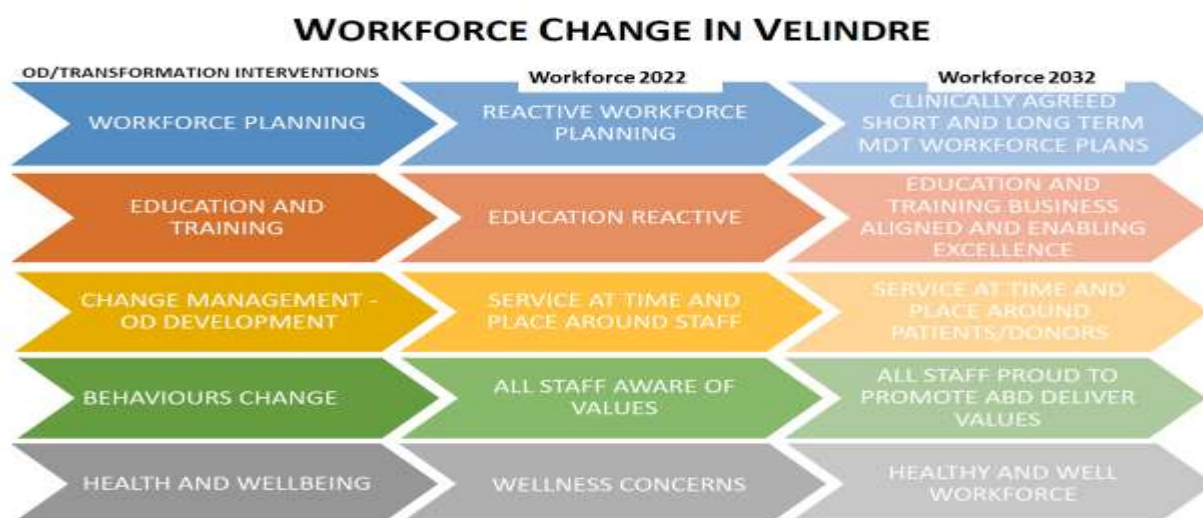 WORKFORCE CHANGE IN VELINDRE
OD/TRANSFORMATION INTERVENTIONS
Workforce 2022
Workforce 2032
WORKFORCE PLANNING
REACTIVE WORKFORCE
PLANNING
CLINICALLY AGREED
SHORT AND LONG TERM
MDT WORKFORCE PLANS
EDUCATION AND
TRAINING
EDUCATION REACTIVE
EDUCATION AND
TRAINING BUSINESS
ALIGNED AND ENABLING
EXCELLENCE
CHANGE MANAGEMENT -
OD DEVELOPMENT
SERVICE AT TIME AND
PLACE AROUND STAFF
SERVICE AT TIME AND
PLACE AROUND
PATIENTS/DONORS
BEHAVIOURS CHANGE
ALL STAFF AWARE OF
VALUES
ALL STAFF PROUD TO
PROMOTE ABD DELIVER
VALUES
HEALTH AND WELLBEING
WELLNESS CONCERNS
HEALTHY AND WELL
WORKFORCE